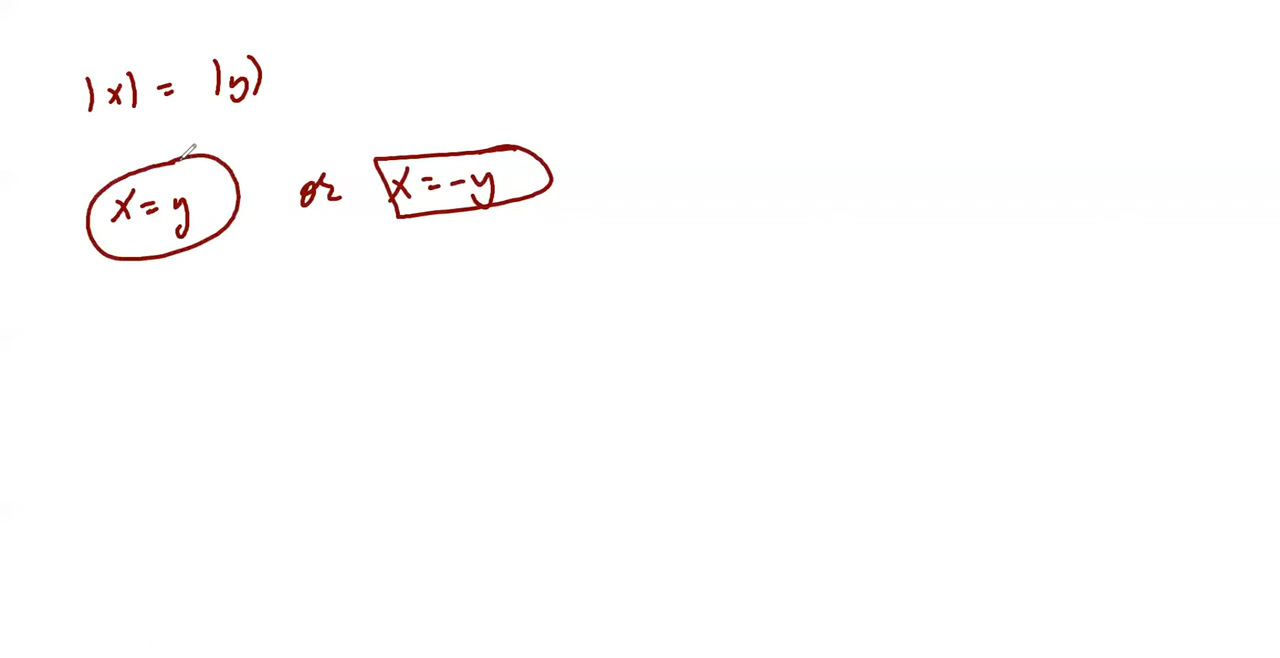 |x| = |y|
x = y or x = -y